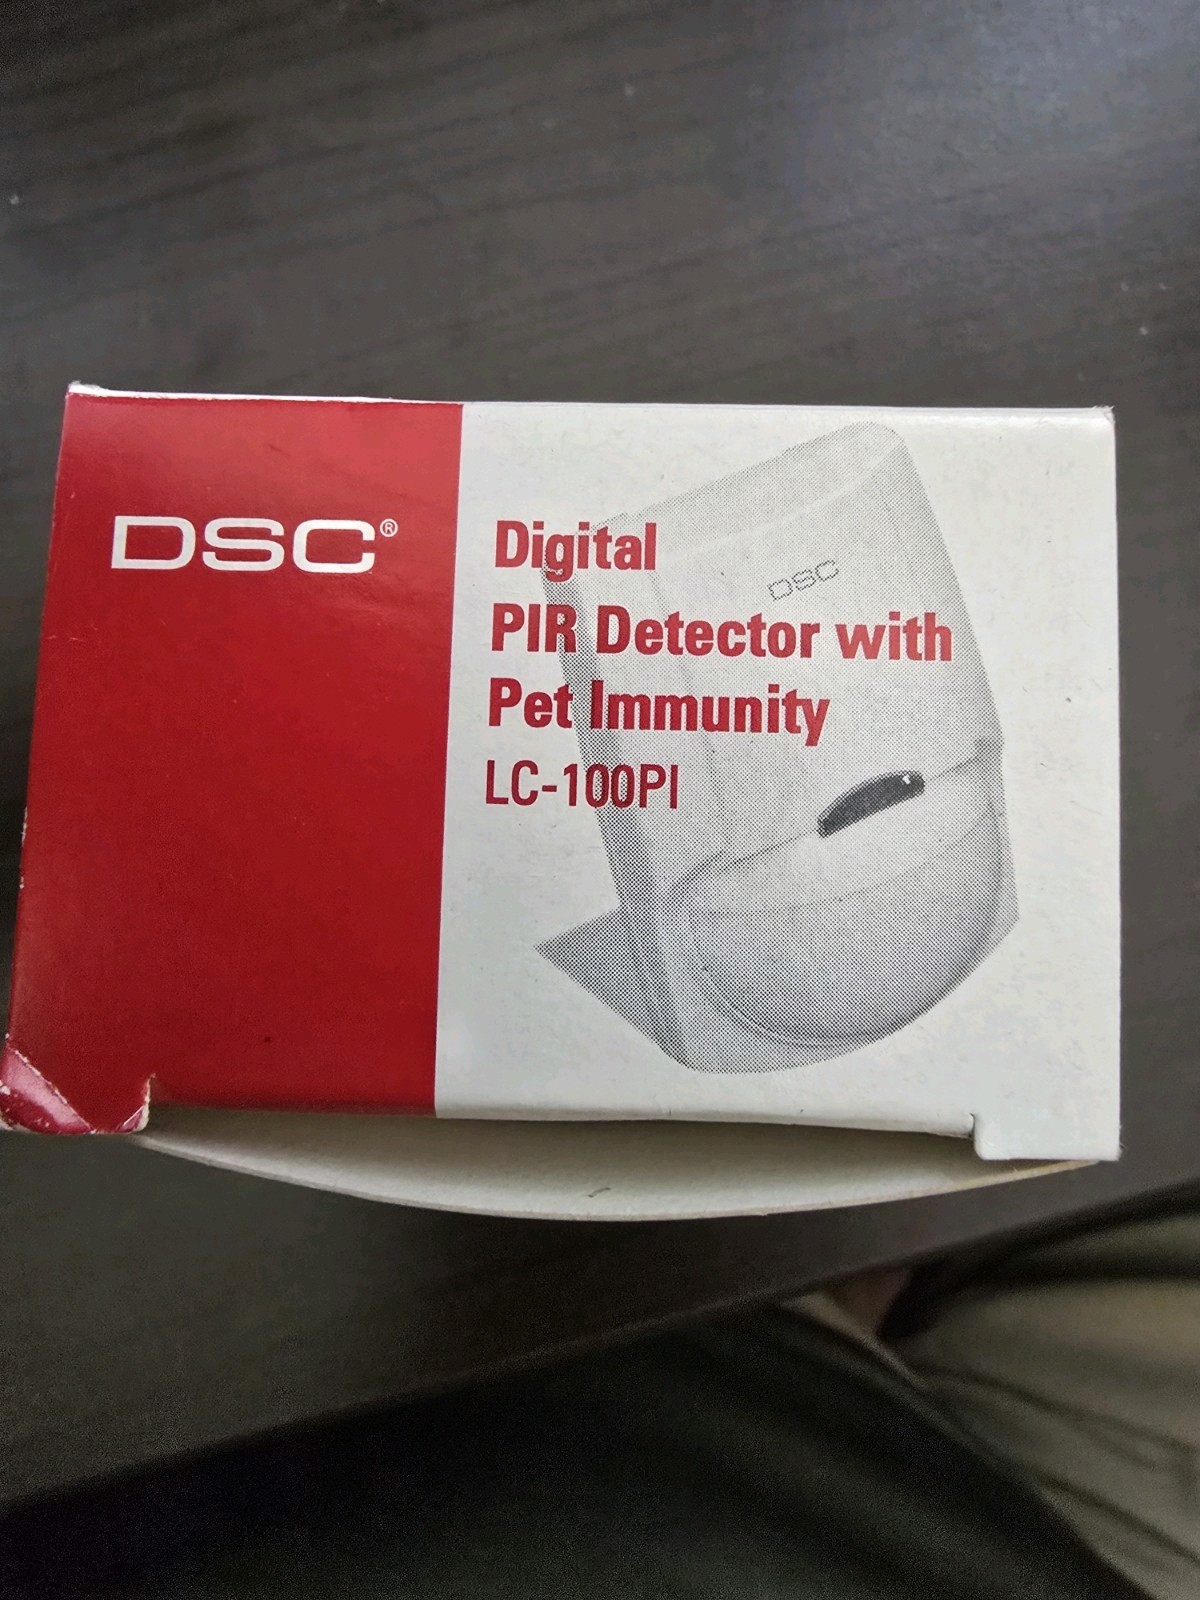 DSC®
Digital
PIR Detector with
Pet Immunity
LC-100PI
DSC